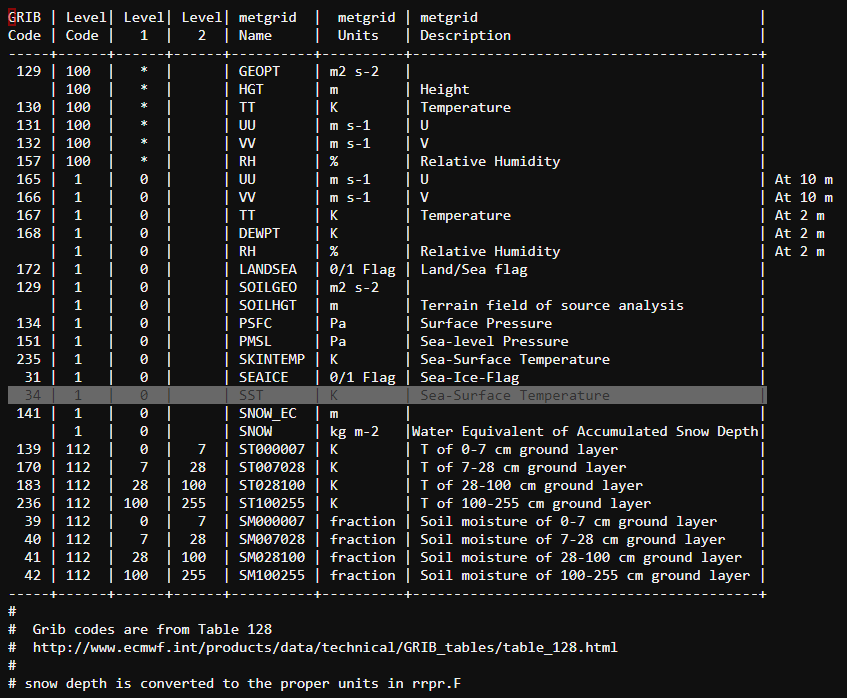 GRIB | Level| Level| Level| metgrid  |  metgrid | metgrid                                  |
Code | Code |   1  |   2  | Name     |  Units   | Description                              |
-----+------+------+------+----------+----------+------------------------------------------+
 129 | 100  |   *  |      | GEOPT    | m2 s-2   |                                          |
     | 100  |   *  |      | HGT      | m        | Height                                   |
 130 | 100  |   *  |      | TT       | K        | Temperature                              |
 131 | 100  |   *  |      | UU       | m s-1    | U                                        |
 132 | 100  |   *  |      | VV       | m s-1    | V                                        |
 157 | 100  |   *  |      | RH       | %        | Relative Humidity                        |
 165 |  1   |   0  |      | UU       | m s-1    | U                                        | At 10 m
 166 |  1   |   0  |      | VV       | m s-1    | V                                        | At 10 m
 167 |  1   |   0  |      | TT       | K        | Temperature                              | At 2 m
 168 |  1   |   0  |      | DEWPT    | K        |                                          | At 2 m
     |  1   |   0  |      | RH       | %        | Relative Humidity                        | At 2 m
 172 |  1   |   0  |      | LANDSEA  | 0/1 Flag | Land/Sea flag                            |
 129 |  1   |   0  |      | SOILGEO  | m2 s-2   |                                          |
     |  1   |   0  |      | SOILHGT  | m        | Terrain field of source analysis         |
 134 |  1   |   0  |      | PSFC     | Pa       | Surface Pressure                         |
 151 |  1   |   0  |      | PMSL     | Pa       | Sea-level Pressure                       |
 235 |  1   |   0  |      | SKINTEMP | K        | Sea-Surface Temperature                  |
  31 |  1   |   0  |      | SEAICE   | 0/1 Flag | Sea-Ice-Flag                             |
  34 |  1   |   0  |      | SST      | K        | Sea-Surface Temperature                  |
 141 |  1   |   0  |      | SNOW_EC  | m        |                                          |
     |  1   |   0  |      | SNOW     | kg m-2   |Water Equivalent of Accumulated Snow Depth|
 139 | 112  |   0  |   7  | ST000007 | K        | T of 0-7 cm ground layer                 |
 170 | 112  |   7  |  28  | ST007028 | K        | T of 7-28 cm ground layer                |
 183 | 112  |  28  | 100  | ST028100 | K        | T of 28-100 cm ground layer              |
 236 | 112  | 100  | 255  | ST100255 | K        | T of 100-255 cm ground layer             |
  39 | 112  |   0  |   7  | SM000007 | fraction | Soil moisture of 0-7 cm ground layer     |
  40 | 112  |   7  |  28  | SM007028 | fraction | Soil moisture of 7-28 cm ground layer    |
  41 | 112  |  28  | 100  | SM028100 | fraction | Soil moisture of 28-100 cm ground layer  |
  42 | 112  | 100  | 255  | SM100255 | fraction | Soil moisture of 100-255 cm ground layer |
-----+------+------+------+----------+----------+------------------------------------------+
#
#  Grib codes are from Table 128
#  http://www.ecmwf.int/products/data/technical/GRIB_tables/table_128.html
#
# snow depth is converted to the proper units in rrpr.F